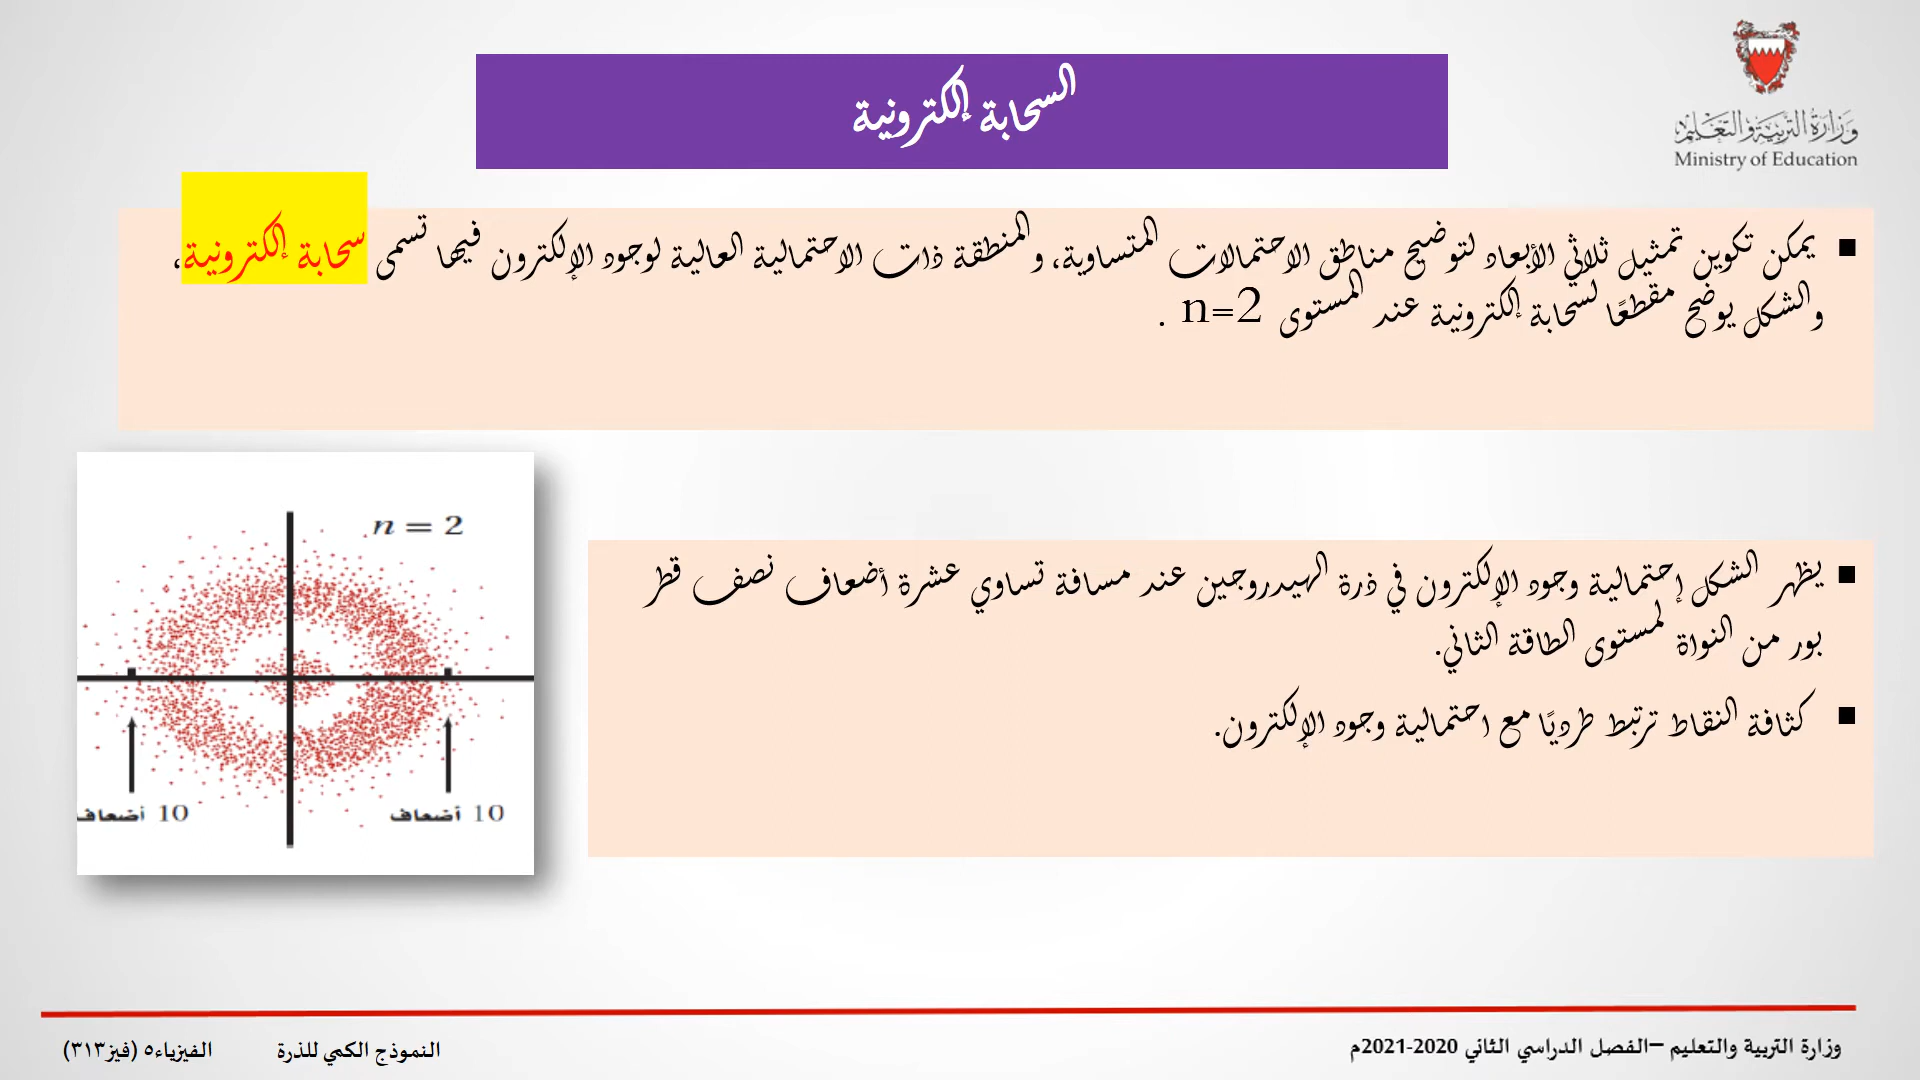 وزارة التربية والتعليم
Ministry of Education
السحابة إلكترونية
▪ يمكن تكوين تمثيل ثلاثي الأبعاد لتوضيح مناطق الاحتمالات المتساوية، والمنطقة ذات الاحتمالية العالية لوجود الإلكترون فيها تسمى سحابة إلكترونية،
والشكل يوضح مقطعًا لسحابة إلكترونية عند المستوى n=2 .
▪ يظهر الشكل إحتمالية وجود الإلكترون في ذرة الهيدروجين عند مسافة تساوي عشرة أضعاف نصف قطر
بور من النواة لمستوى الطاقة الثاني.
▪ كثافة النقاط ترتبط طرديًا مع احتمالية وجود الإلكترون.
n = 2
10 أضعاف
10 أضعاف
وزارة التربية والتعليم –الفصل الدراسي الثاني 2020-2021م
النموذج الكمي للذرة
الفيزياء٥ (فيز٣١٣)